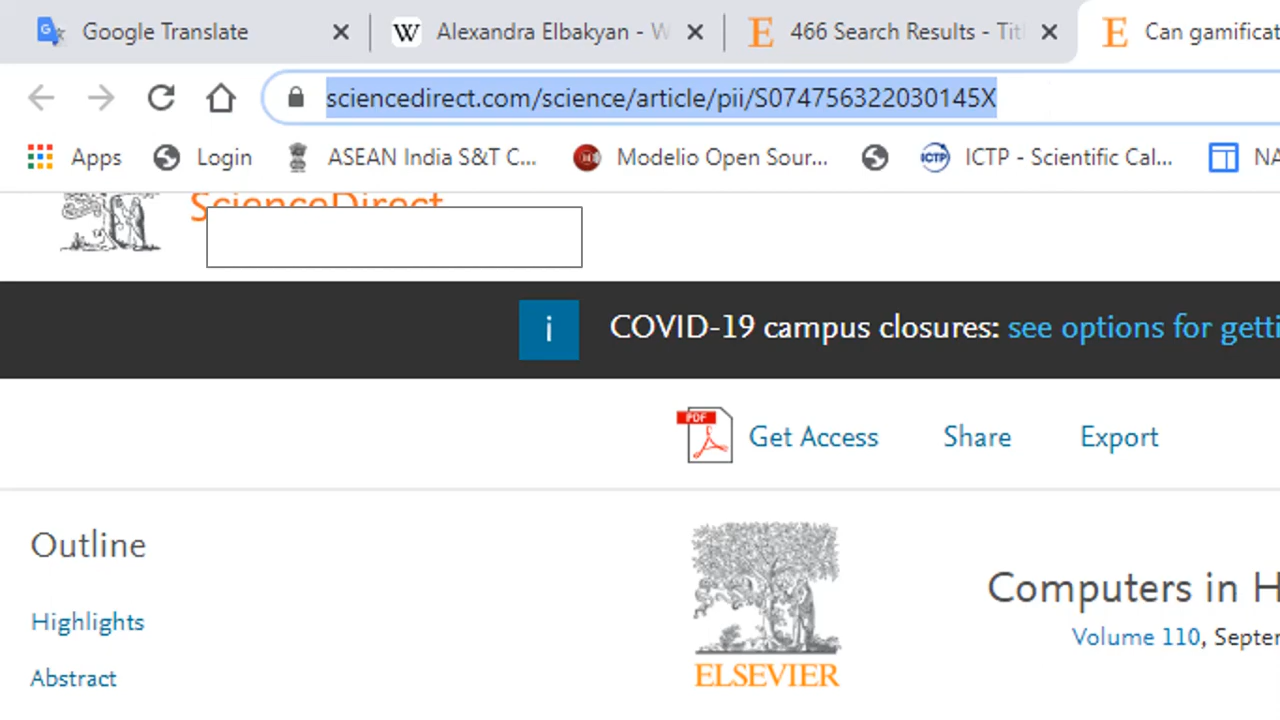 Google Translate
Alexandra Elbakyan - W
466 Search Results - Titl
Can gamificat
sciencedirect.com/science/article/pii/S074756322030145X
Apps
Login
ASEAN India S&T C...
Modelio Open Sour...
ICTP - Scientific Cal...
NA
ScienceDirect
COVID-19 campus closures: see options for getti
PDF
Get Access
Share
Export
Outline
Highlights
Abstract
ELSEVIER
Computers in H
Volume 110, Septer